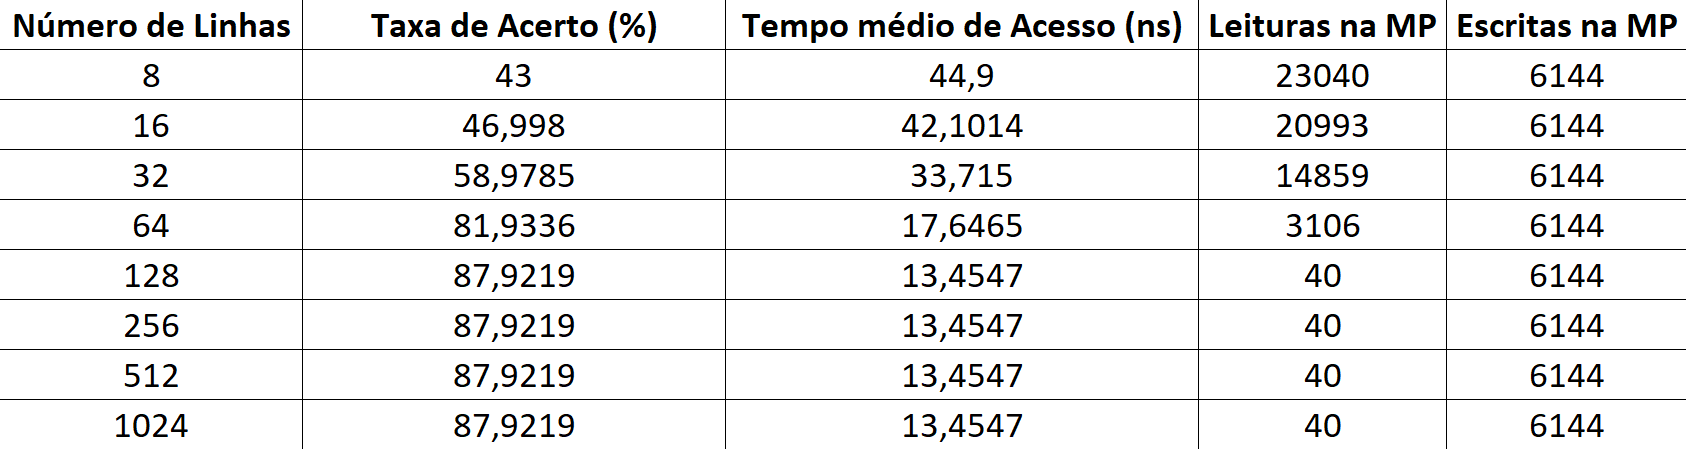 Número de Linhas Taxa de Acerto (%) Tempo médio de Acesso (ns) Leituras na MP Escritas na MP
8 43 44,9 23040 6144
16 46,998 42,1014 20993 6144
32 58,9785 33,715 14859 6144
64 81,9336 17,6465 3106 6144
128 87,9219 13,4547 40 6144
256 87,9219 13,4547 40 6144
512 87,9219 13,4547 40 6144
1024 87,9219 13,4547 40 6144